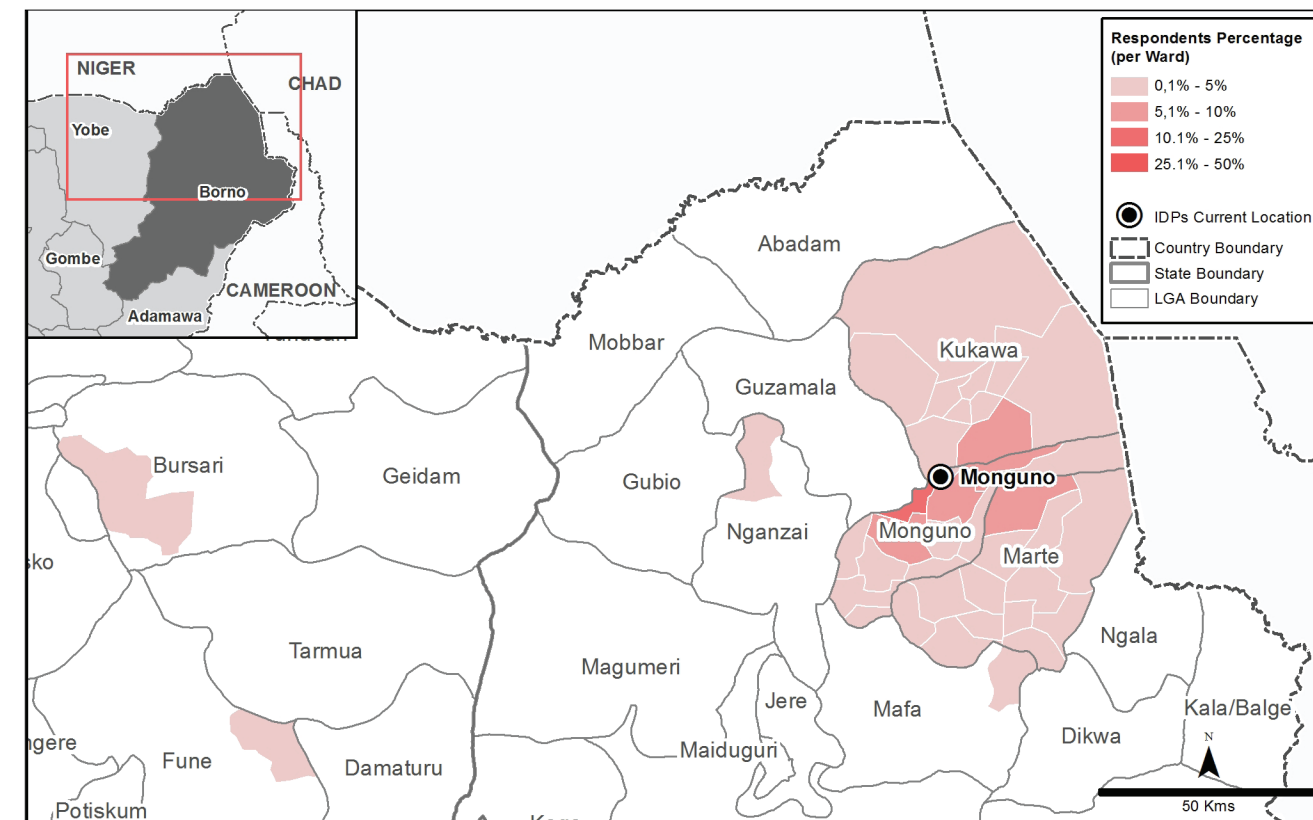 NIGER
CHAD
Yobe
Borno
Gombe
CAMEROON
Adamawa
Respondents Percentage
(per Ward)
0,1% - 5%
5,1% - 10%
10.1% - 25%
25.1% - 50%
IDPs Current Location
Country Boundary
State Boundary
LGA Boundary
Abadam
Mobbar
Kukawa
Guzamala
Bursari
Geidam
Gubio
Monguno
Nganzai
Monguno
Marte
sko
Tarmua
Ngala
Magumeri
Jere
Mafa
Kala/Balge
N
Dikwa
ngere
Fune
Damaturu
Maiduguri
50 Kms
Potiskum